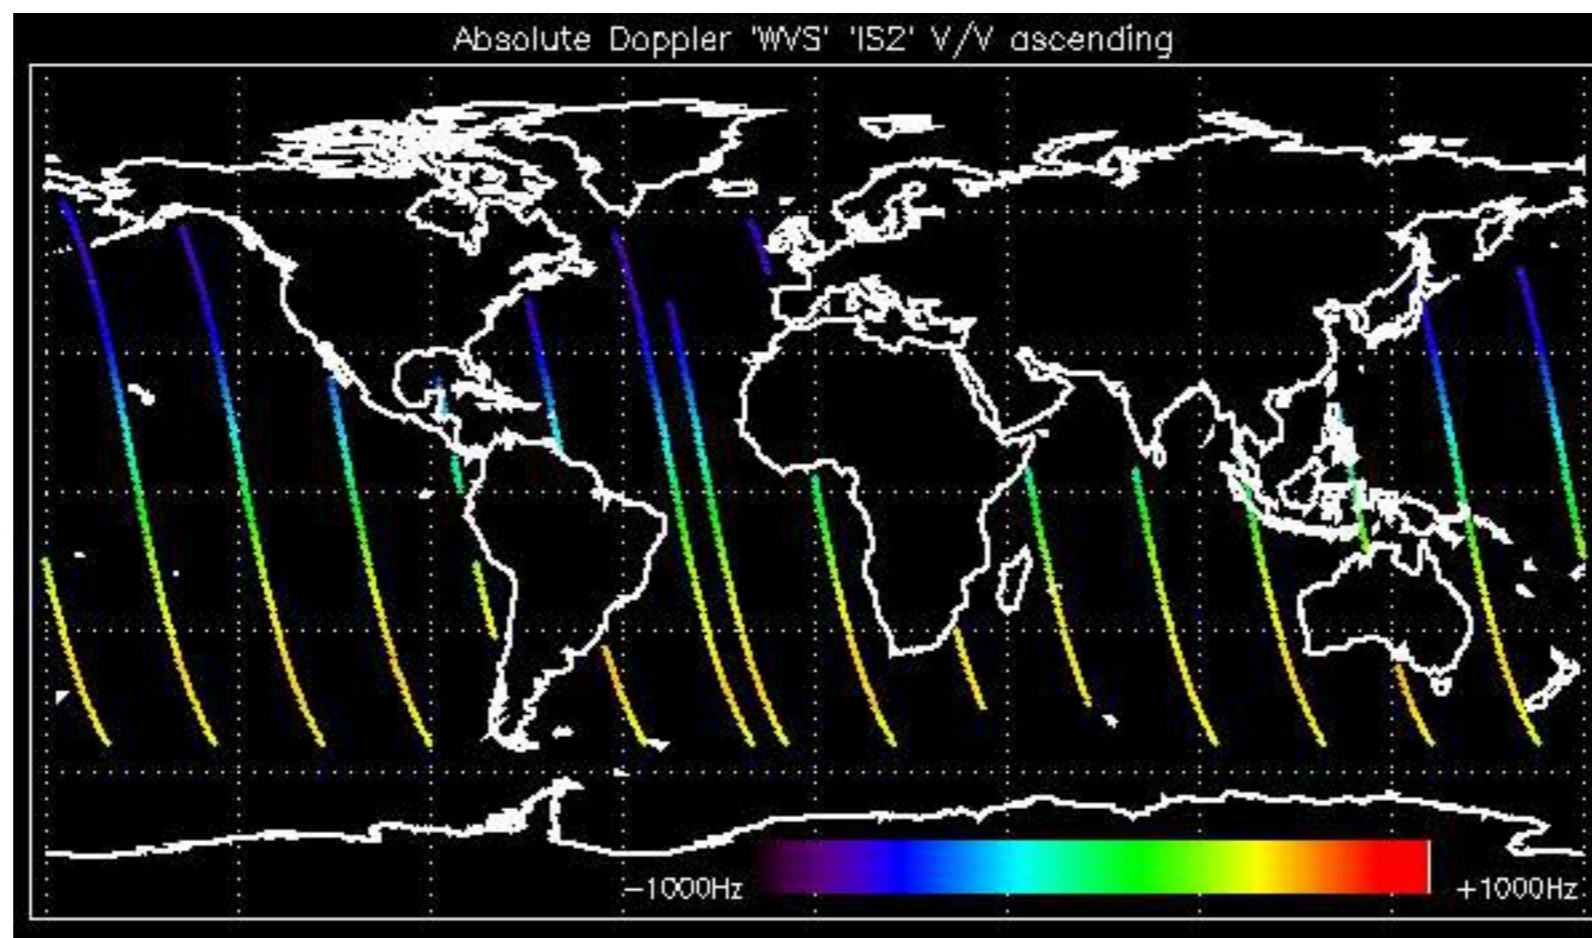 Absolute Doppler 'WVS' 'IS2' V/V ascending
-1000Hz
+1000Hz